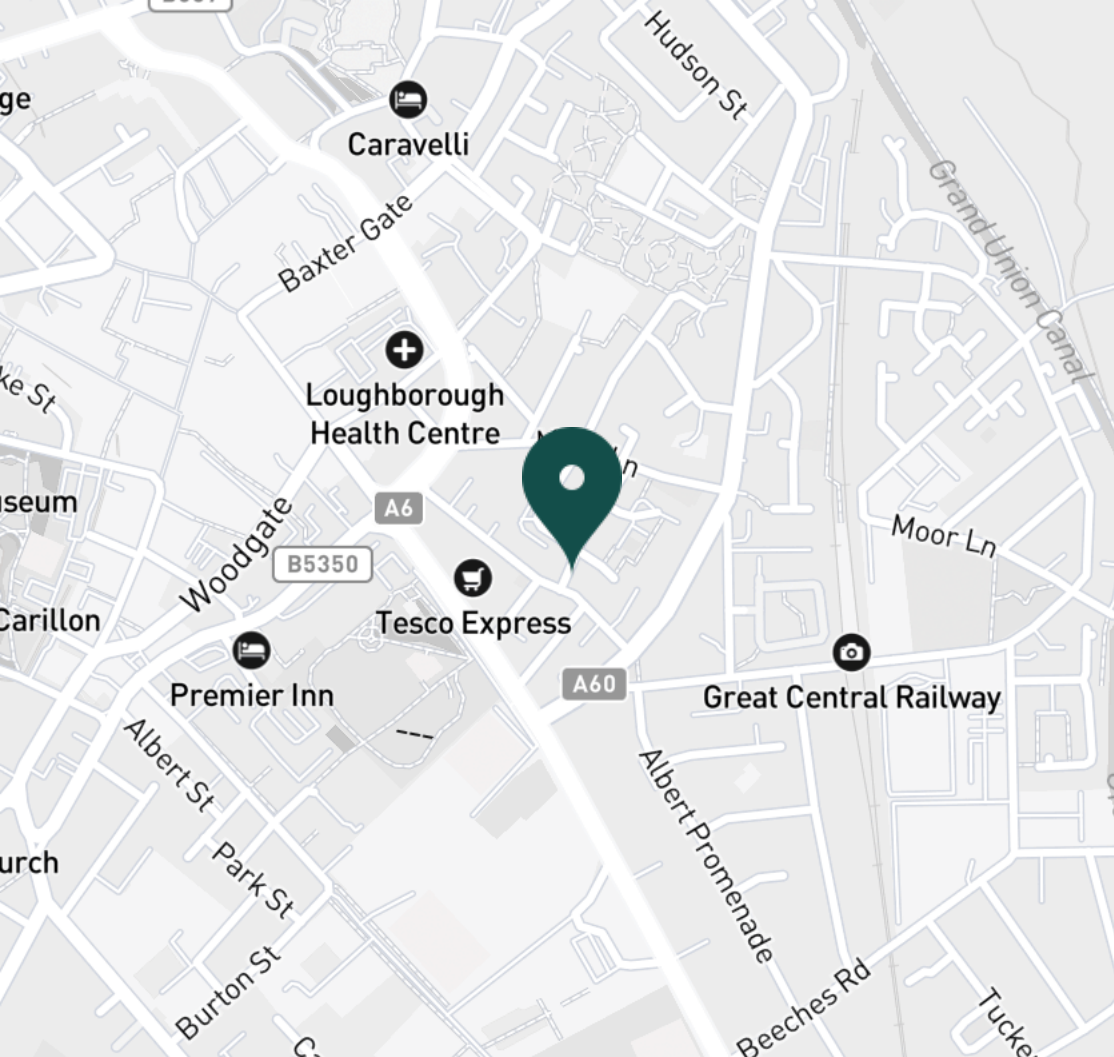 Hudson St
ge
Caravelli
Grand Union Canal
Baxter Gate
Loughborough
Health Centre
ke St
Ln
useum
A6
Woodgate
B5350
Moor Ln
Tesco Express
Carillon
Premier Inn
A60
Great Central Railway
Albert St
Albert Promenade
urch
Park St
Burton St
Beeches Rd
Tucke